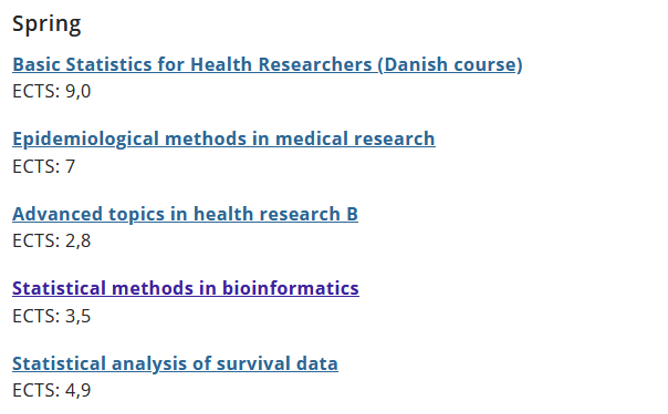 Spring
Basic Statistics for Health Researchers (Danish course)
ECTS: 9,0
Epidemiological methods in medical research
ECTS: 7
Advanced topics in health research B
ECTS: 2,8
Statistical methods in bioinformatics
ECTS: 3,5
Statistical analysis of survival data
ECTS: 4,9